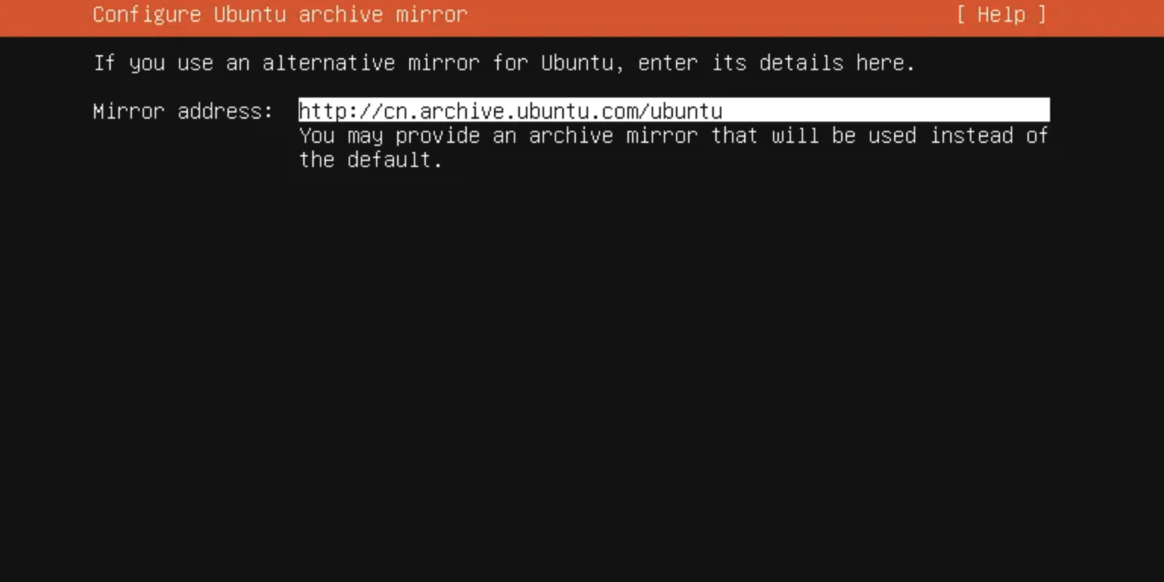 Configure Ubuntu archive mirror [ Help ]
If you use an alternative mirror for Ubuntu, enter its details here.
Mirror address: http://cn.archive.ubuntu.com/ubuntu
You may provide an archive mirror that will be used instead of
the default.